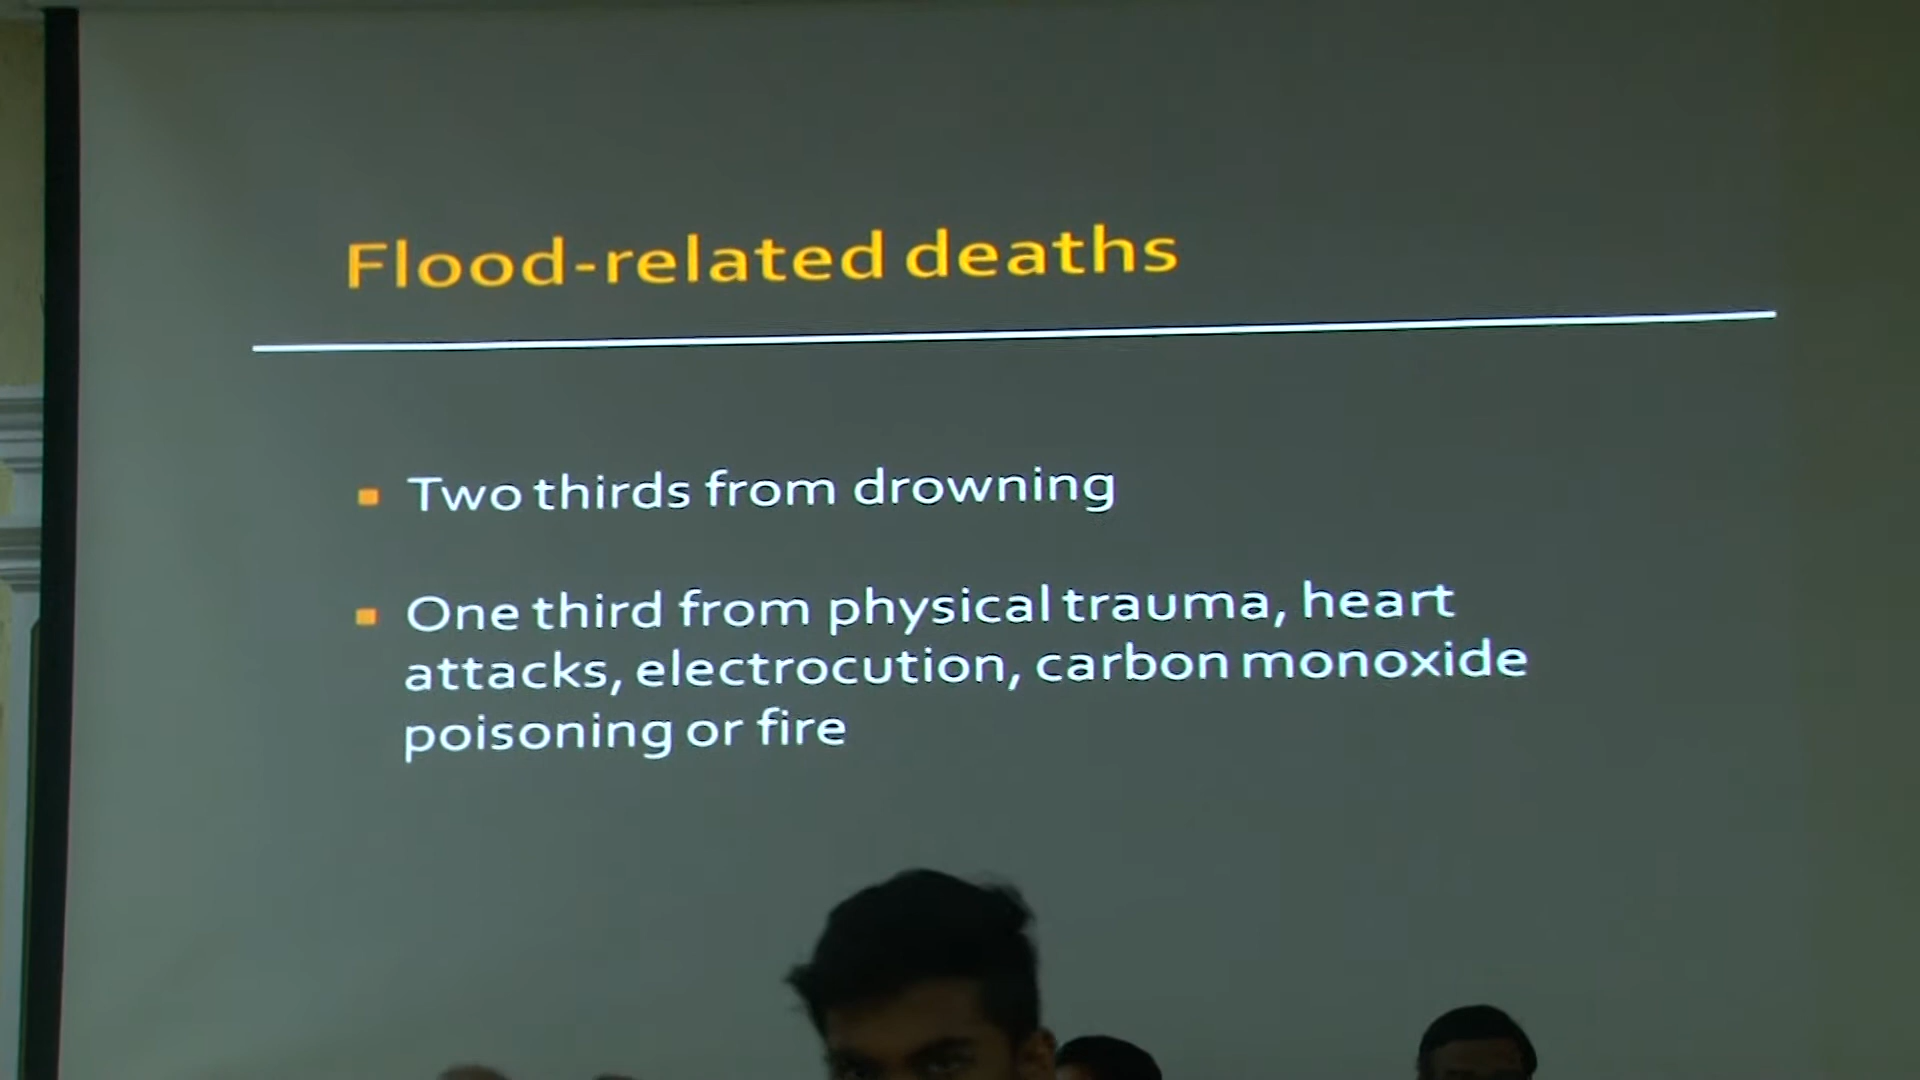 Flood-related deaths
Two thirds from drowning
One third from physical trauma, heart
attacks, electrocution, carbon monoxide
poisoning or fire